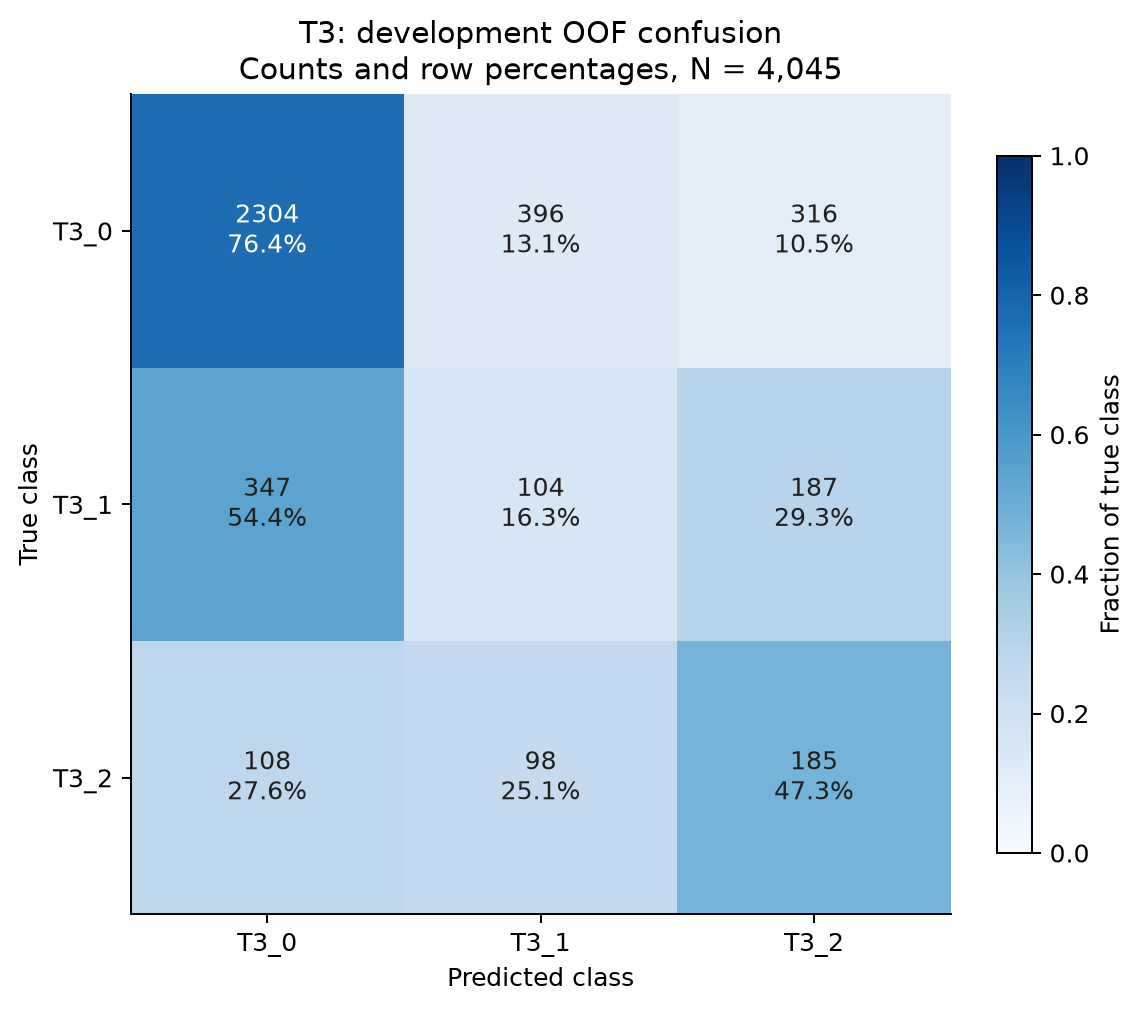 T3: development OOF confusion
Counts and row percentages, N = 4,045
True class
T3_0
2304
76.4%
396
13.1%
316
10.5%
T3_1
347
54.4%
104
16.3%
187
29.3%
T3_2
108
27.6%
98
25.1%
185
47.3%
T3_0
T3_1
T3_2
Predicted class
1.0
0.8
0.6
0.4
0.2
0.0
Fraction of true class